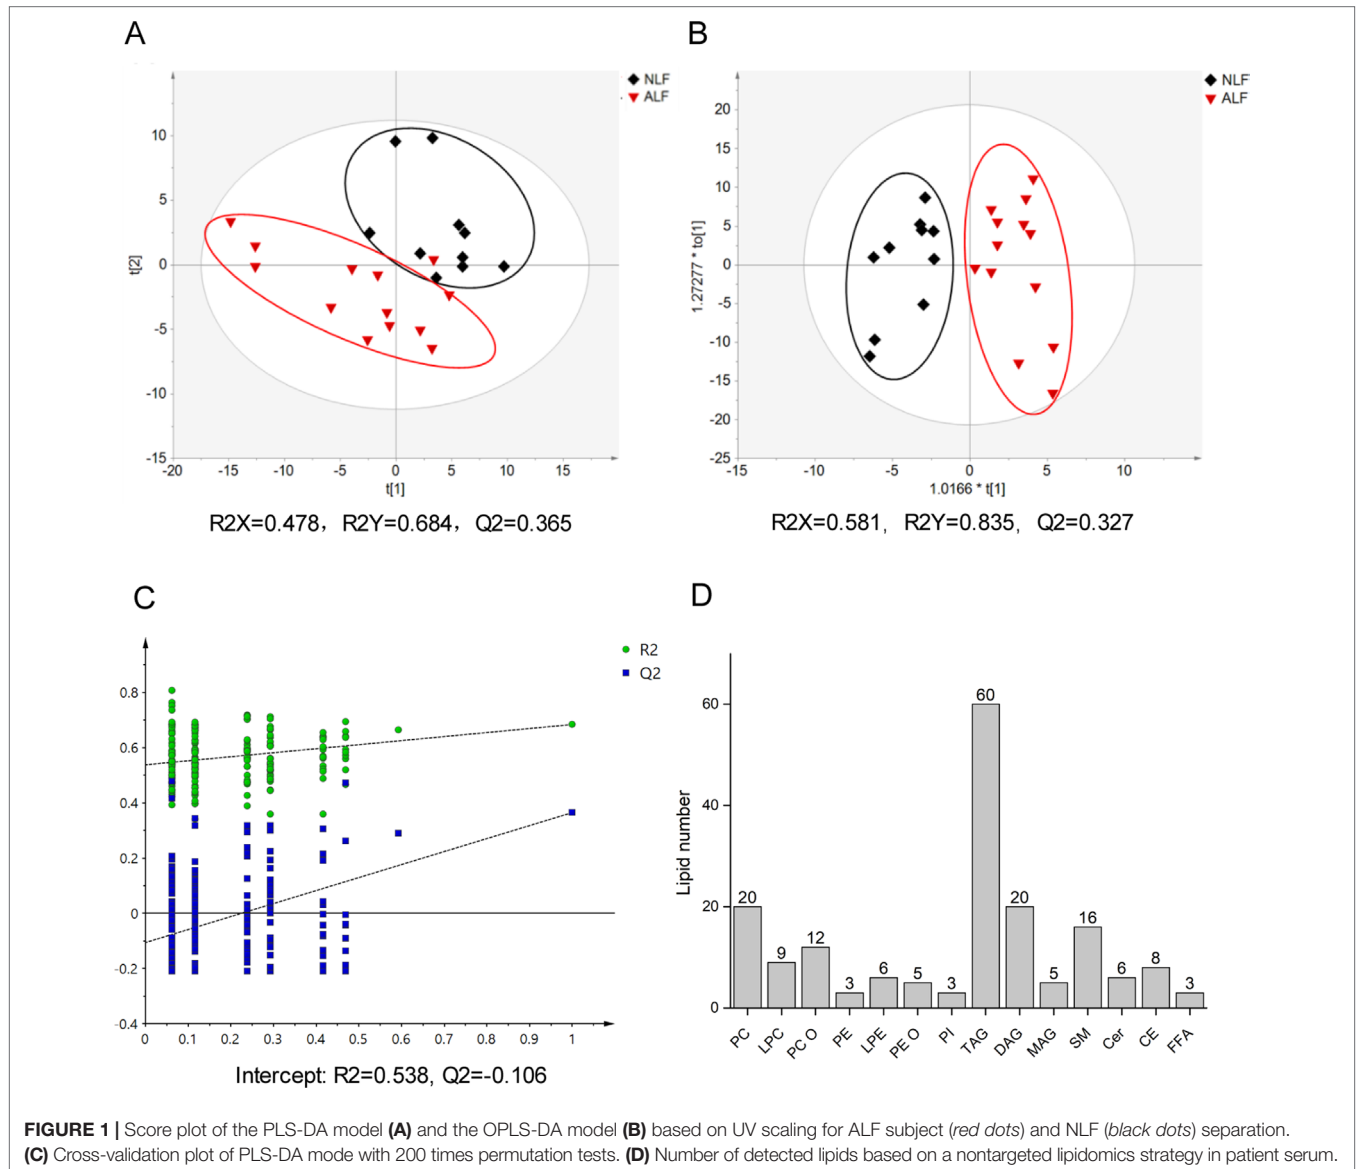 A
NLF
ALF
10
5
0
-5
-10
-15
t[2]
-20 -15 -10 -5 0 5 10 15
t[1]
R2X=0.478, R2Y=0.684, Q2=0.365
B
NLF
ALF
20
15
10
5
0
-5
-10
-15
-20
-25
1.27277 * to[1]
-15 -10 -5 0 5 10
1.0166 * t[1]
R2X=0.581, R2Y=0.835, Q2=0.327
C
R2
Q2
0.8
0.6
0.4
0.2
0
-0.2
-0.4
0 0.1 0.2 0.3 0.4 0.5 0.6 0.7 0.8 0.9 1
Intercept: R2=0.538, Q2=-0.106
D
Lipid number
60
40
20
0
20 9 12 3 6 5 3 60 20 5 16 6 8 3
PC LPC PC O PE LPE PE O PI TAG DAG MAG SM Cer CE FFA
FIGURE 1 | Score plot of the PLS-DA model (A) and the OPLS-DA model (B) based on UV scaling for ALF subject (red dots) and NLF (black dots) separation.
(C) Cross-validation plot of PLS-DA mode with 200 times permutation tests. (D) Number of detected lipids based on a nontargeted lipidomics strategy in patient serum.